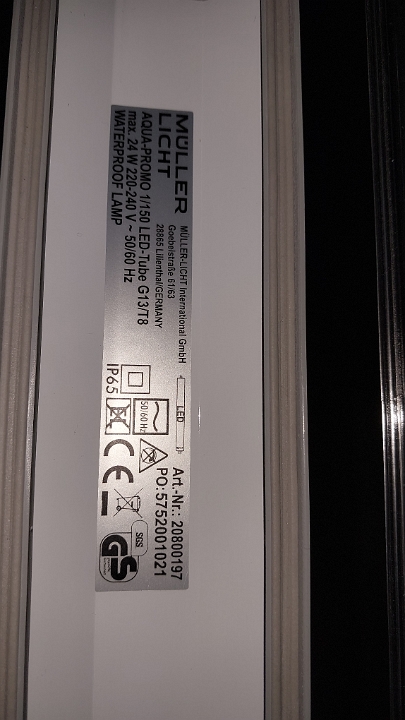 MÜLLER
LICHT
MÜLLER-LICHT International GmbH
Goebelstraße 61/63
28865 Lilienthal/GERMANY
AQUA-PROMO 1/150 LED-Tube G13/T8
max. 24 W 220-240 V ~ 50/60 Hz
WATERPROOF LAMP
LED
Art.-Nr.: 20800197
PO:5752001021
50/60 Hz
IP65
CE
SGS
GS